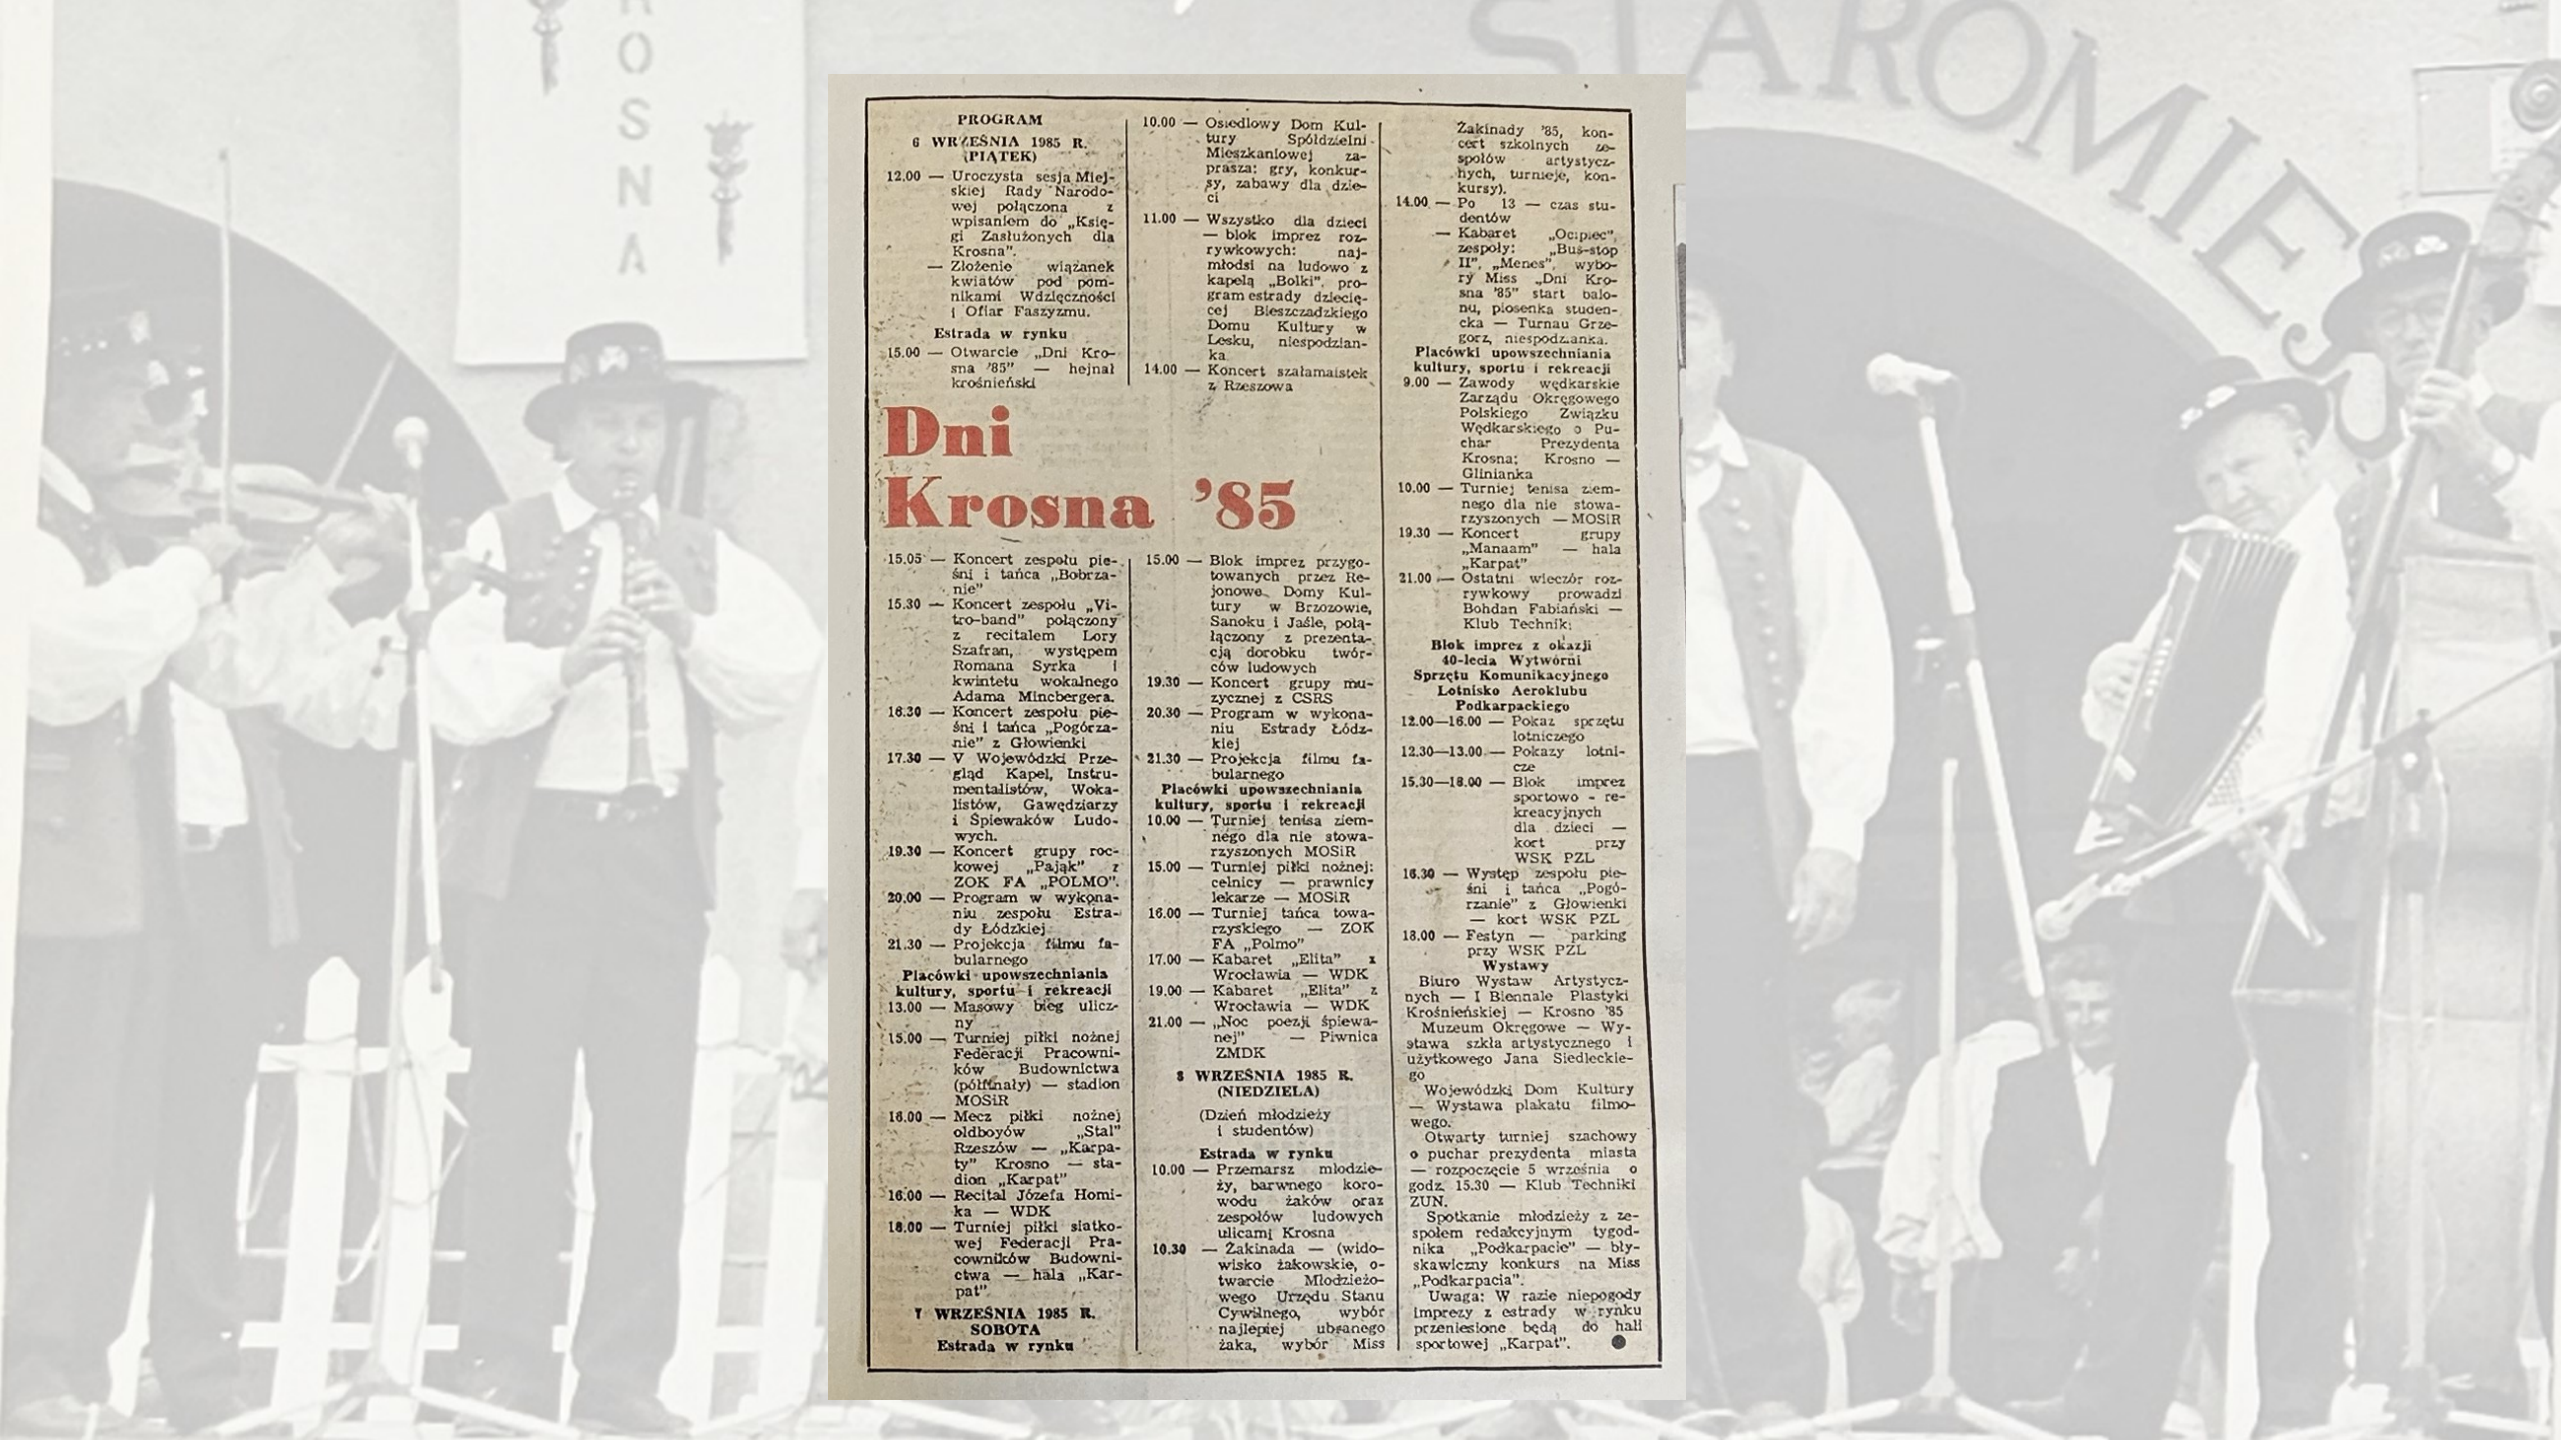 KROSNA
STAROMIEJS
PROGRAM
6 WRZEŚNIA 1985 R.
(PIĄTEK)
12.00 — Uroczysta sesja Miej-
skiej Rady Narodo-
wej połączona z
wpisaniem do „Księ-
gi Zasłużonych dla
Krosna".
— Złożenie wiązanek
kwiatów pod pom-
nikami Wdzięczności
i Ofiar Faszyzmu.
Estrada w rynku
15.00 — Otwarcie „Dni Kro-
sna '85" — hejnał
krośnieński
Dni
Krosna '85
15.05 — Koncert zespołu pie-
śni i tańca „Bobrza-
nie"
15.30 — Koncert zespołu „Vi-
tro-band" połączony
z recitalem Lory
Szafran, występem
Romana Syrka i
kwintetu wokalnego
Adama Mincbergera.
16.30 — Koncert zespołu pie-
śni i tańca „Pogórza-
nie" z Głowienki
17.30 — V Wojewódzki Prze-
gląd Kapel, Instru-
mentalistów, Woka-
listów, Gawędziarzy
i Śpiewaków Ludo-
wych.
19.30 — Koncert grupy roc-
kowej „Pająk" z
ZOK FA „POLMO".
20.00 — Program w wykona-
niu zespołu Estra-
dy Łódzkiej
21.30 — Projekcja filmu fa-
bularnego
Placówki upowszechniania
kultury, sportu i rekreacji
13.00 — Masowy bieg ulicz-
ny
15.00 — Turniej piłki nożnej
Federacji Pracowni-
ków Budownictwa
(półfinały) — stadion
MOSiR
16.00 — Mecz piłki nożnej
oldboyów „Stal"
Rzeszów — „Karpa-
ty" Krosno — sta-
dion „Karpat"
16.00 — Recital Józefa Homi-
ka — WDK
18.00 — Turniej piłki siatko-
wej Federacji Pra-
cowników Budowni-
ctwa — hala „Kar-
pat"
7 WRZEŚNIA 1985 R.
SOBOTA
Estrada w rynku
10.00 — Osiedlowy Dom Kul-
tury Spółdzielni
Mieszkaniowej za-
prasza: gry, konkur-
sy, zabawy dla dzie-
ci
11.00 — Wszystko dla dzieci
— blok imprez roz-
rywkowych: naj-
młodsi na ludowo z
kapelą „Bolki", pro-
gram estrady dziecię-
cej Bieszczadzkiego
Domu Kultury w
Lesku, niespodzian-
ka
14.00 — Koncert szałamaistek
z Rzeszowa
15.00 — Blok imprez przygo-
towanych przez Re-
jonowe Domy Kul-
tury w Brzozowie,
Sanoku i Jaśle, połą-
łączony z prezenta-
cją dorobku twór-
ców ludowych
19.30 — Koncert grupy mu-
zycznej z CSRS
20.30 — Program w wykona-
niu Estrady Łódz-
kiej
21.30 — Projekcja filmu fa-
bularnego
Placówki upowszechniania
kultury, sportu i rekreacji
10.00 — Turniej tenisa ziem-
nego dla nie stowa-
rzyszonych MOSiR
15.00 — Turniej piłki nożnej:
celnicy — prawnicy
lekarze — MOSiR
16.00 — Turniej tańca towa-
rzyskiego — ZOK
FA „Polmo"
17.00 — Kabaret „Elita" z
Wrocławia — WDK
19.00 — Kabaret „Elita" z
Wrocławia — WDK
21.00 — „Noc poezji śpiewa-
nej" — Piwnica
ZMDK
8 WRZEŚNIA 1985 R.
(NIEDZIELA)
(Dzień młodzieży
i studentów)
Estrada w rynku
10.00 — Przemarsz młodzie-
ży, barwnego koro-
wodu żaków oraz
zespołów ludowych
ulicami Krosna
10.30 — Żakinada — (wido-
wisko żakowskie, o-
twarcie Młodzieżo-
wego Urzędu Stanu
Cywilnego, wybór
najlepiej ubranego
żaka, wybór Miss
Żakinady '85, kon-
cert szkolnych ze-
społów artystycz-
nych, turnieje, kon-
kursy).
14.00 — Po 13 — czas stu-
dentów
— Kabaret „Ocipiec",
zespoły: „Bus-stop
II", „Menes", wybo-
ry Miss „Dni Kro-
sna '85" start balo-
nu, piosenka studen-
cka — Turnau Grze-
gorz, niespodzianka.
Placówki upowszechniania
kultury, sportu i rekreacji
9.00 — Zawody wędkarskie
Zarządu Okręgowego
Polskiego Związku
Wędkarskiego o Pu-
char Prezydenta
Krosna; Krosno —
Glinianka
10.00 — Turniej tenisa ziem-
nego dla nie stowa-
rzyszonych — MOSiR
19.30 — Koncert grupy
„Manaam" — hala
„Karpat"
21.00 — Ostatni wieczór roz-
rywkowy prowadzi
Bohdan Fabiański —
Klub Techniki
Blok imprez z okazji
40-lecia Wytwórni
Sprzętu Komunikacyjnego
Lotnisko Aeroklubu
Podkarpackiego
12.00—16.00 — Pokaz sprzętu
lotniczego
12.30—13.00 — Pokazy lotni-
cze
15.30—18.00 — Blok imprez
sportowo - re-
kreacyjnych
dla dzieci —
kort przy
WSK PZL
16.30 — Występ zespołu pie-
śni i tańca „Pogó-
rzanie" z Głowienki
— kort WSK PZL
18.00 — Festyn — parking
przy WSK PZL
Wystawy
Biuro Wystaw Artystycz-
nych — I Biennale Plastyki
Krośnieńskiej — Krosno '85
Muzeum Okręgowe — Wy-
stawa szkła artystycznego i
użytkowego Jana Siedleckie-
go
Wojewódzki Dom Kultury
— Wystawa plakatu filmo-
wego.
Otwarty turniej szachowy
o puchar prezydenta miasta
— rozpoczęcie 5 września o
godz. 15.30 — Klub Techniki
ZUN.
Spotkanie młodzieży z ze-
społem redakcyjnym tygod-
nika „Podkarpacie" — bły-
skawiczny konkurs na Miss
„Podkarpacia".
Uwaga: W razie niepogody
imprezy z estrady w rynku
przeniesione będą do hali
sportowej „Karpat".